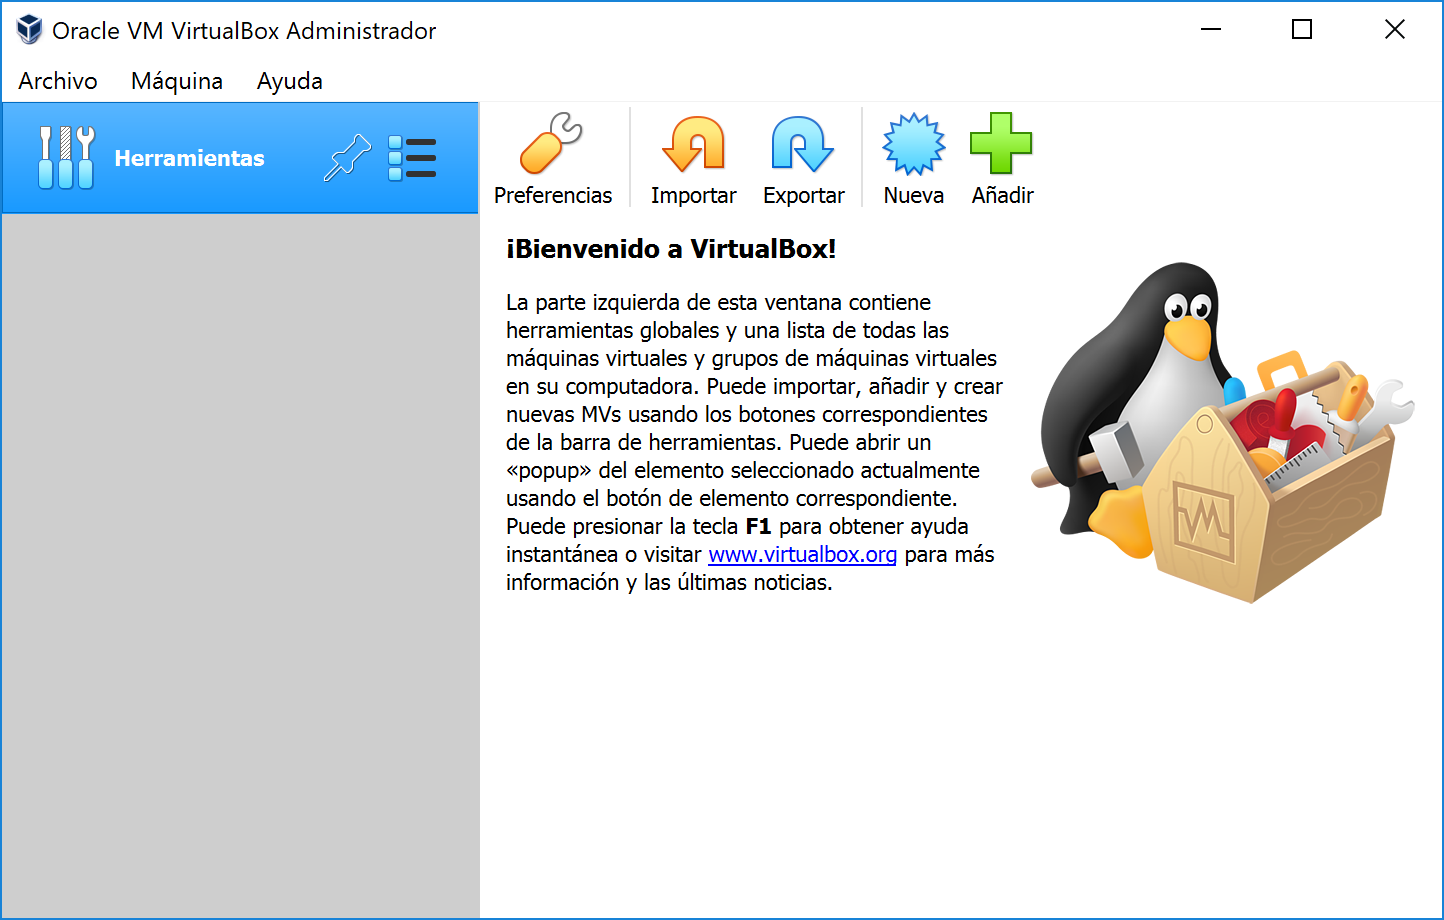 Oracle VM VirtualBox Administrador
Archivo Máquina Ayuda
Herramientas
Preferencias Importar Exportar Nueva Añadir
¡Bienvenido a VirtualBox!
La parte izquierda de esta ventana contiene
herramientas globales y una lista de todas las
máquinas virtuales y grupos de máquinas virtuales
en su computadora. Puede importar, añadir y crear
nuevas MVs usando los botones correspondientes
de la barra de herramientas. Puede abrir un
«popup» del elemento seleccionado actualmente
usando el botón de elemento correspondiente.
Puede presionar la tecla F1 para obtener ayuda
instantánea o visitar www.virtualbox.org para más
información y las últimas noticias.